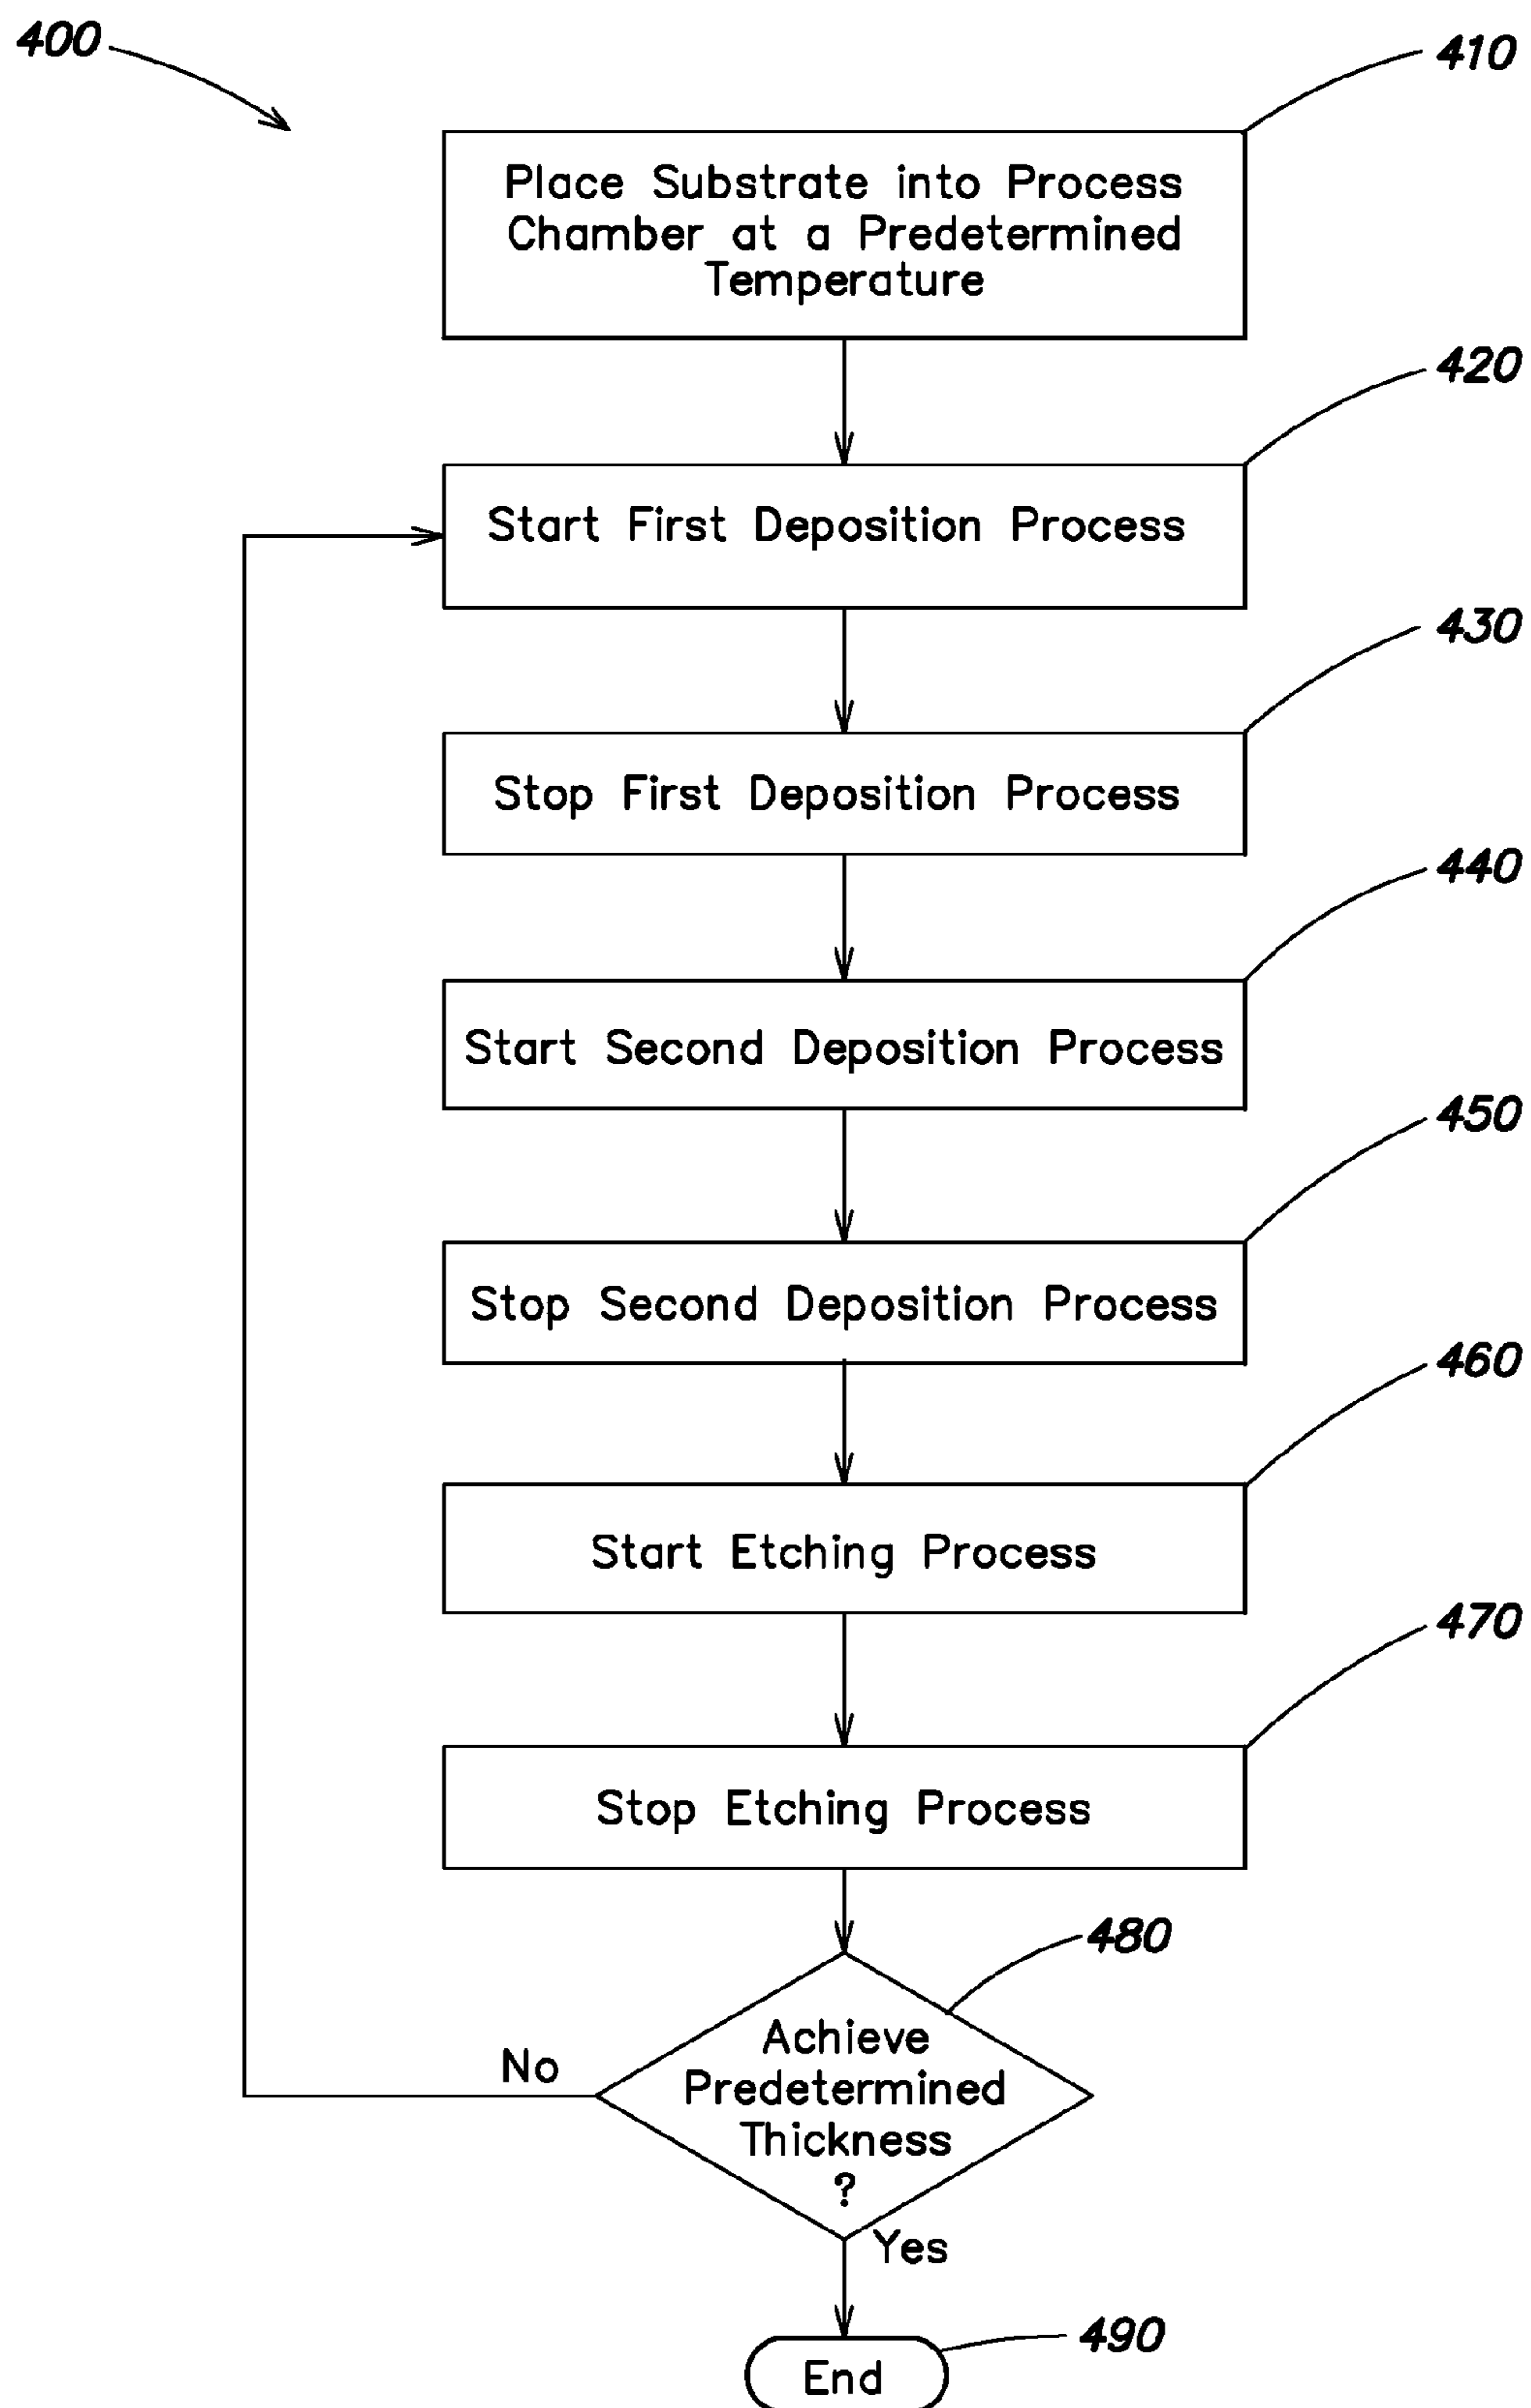 400
410
Place Substrate into Process
Chamber at a Predetermined
Temperature
420
Start First Deposition Process
430
Stop First Deposition Process
440
Start Second Deposition Process
450
Stop Second Deposition Process
460
Start Etching Process
470
Stop Etching Process
480
Achieve
Predetermined
Thickness
?
No
Yes
490
End